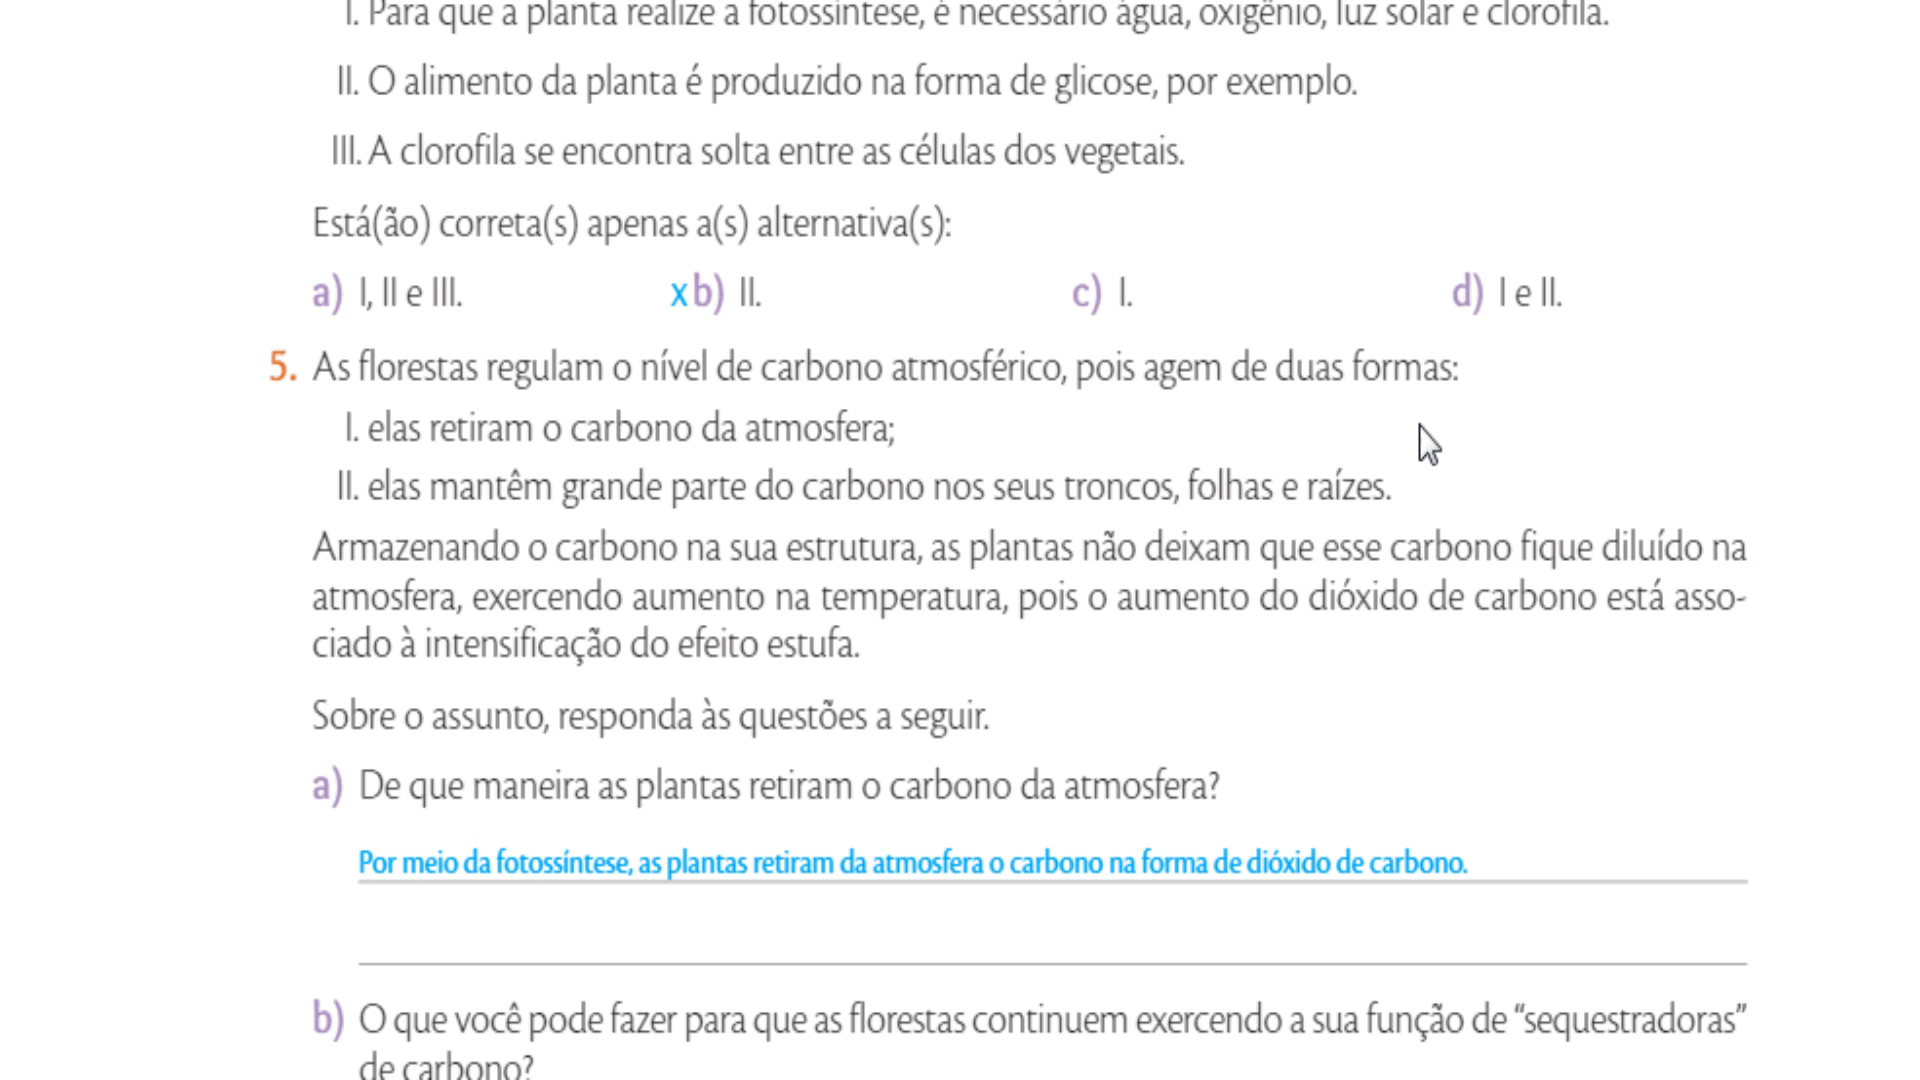 I. Para que a planta realize a fotossíntese, é necessário água, oxigênio, luz solar e clorofila.
II. O alimento da planta é produzido na forma de glicose, por exemplo.
III. A clorofila se encontra solta entre as células dos vegetais.
Está(ão) correta(s) apenas a(s) alternativa(s):
a) I, II e III. x b) II. c) I. d) I e II.
5. As florestas regulam o nível de carbono atmosférico, pois agem de duas formas:
I. elas retiram o carbono da atmosfera;
II. elas mantêm grande parte do carbono nos seus troncos, folhas e raízes.
Armazenando o carbono na sua estrutura, as plantas não deixam que esse carbono fique diluído na
atmosfera, exercendo aumento na temperatura, pois o aumento do dióxido de carbono está asso-
ciado à intensificação do efeito estufa.
Sobre o assunto, responda às questões a seguir.
a) De que maneira as plantas retiram o carbono da atmosfera?
Por meio da fotossíntese, as plantas retiram da atmosfera o carbono na forma de dióxido de carbono.
b) O que você pode fazer para que as florestas continuem exercendo a sua função de “sequestradoras”
de carbono?